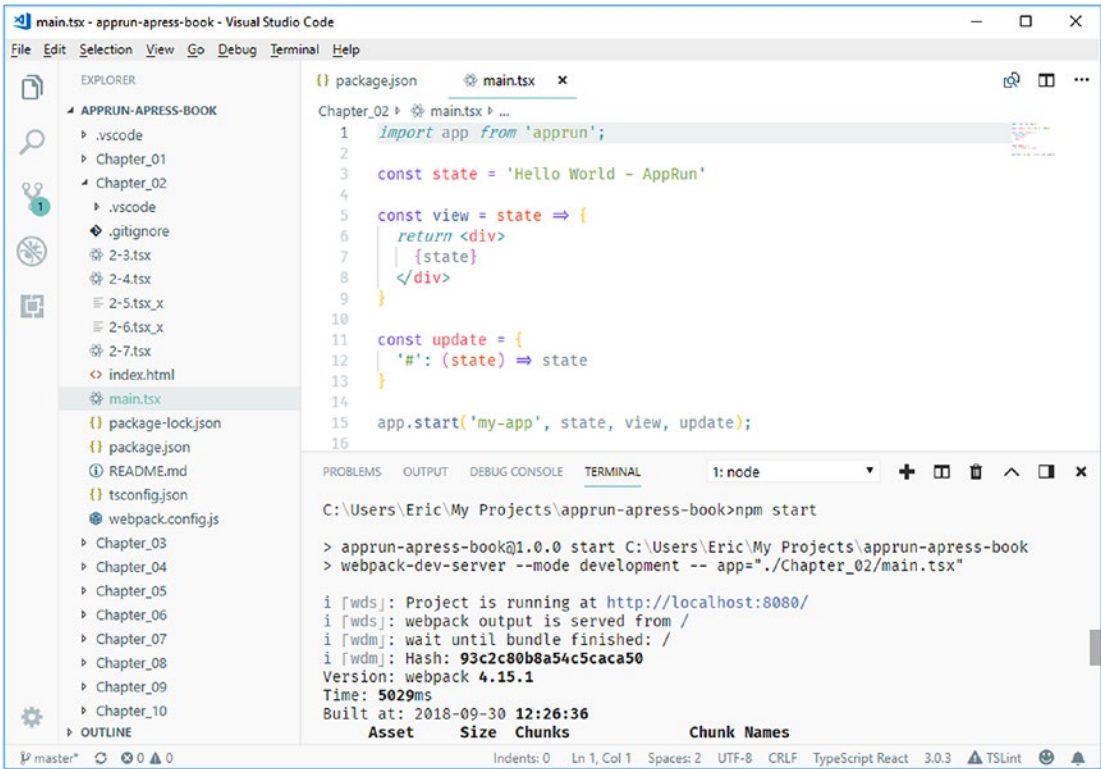 main.tsx - apprun-apress-book - Visual Studio Code
File Edit Selection View Go Debug Terminal Help
EXPLORER
APPRUN-APRESS-BOOK
.vscode
Chapter_01
Chapter_02
.vscode
.gitignore
2-3.tsx
2-4.tsx
2-5.tsx_x
2-6.tsx_x
2-7.tsx
index.html
main.tsx
package-lock.json
package.json
README.md
tsconfig.json
webpack.config.js
Chapter_03
Chapter_04
Chapter_05
Chapter_06
Chapter_07
Chapter_08
Chapter_09
Chapter_10
OUTLINE
1
{} package.json main.tsx ×
Chapter_02 main.tsx ...
1 import app from 'apprun';
2
3 const state = 'Hello World - AppRun'
4
5 const view = state ⇒ {
6 return <div>
7 {state}
8 </div>
9 }
10
11 const update = {
12 '#': (state) ⇒ state
13 }
14
15 app.start('my-app', state, view, update);
16
PROBLEMS OUTPUT DEBUG CONSOLE TERMINAL 1: node
C:\Users\Eric\My Projects\apprun-apress-book>npm start
> apprun-apress-book@1.0.0 start C:\Users\Eric\My Projects\apprun-apress-book
> webpack-dev-server --mode development -- app="./Chapter_02/main.tsx"
i ⌈wds⌋: Project is running at http://localhost:8080/
i ⌈wds⌋: webpack output is served from /
i ⌈wdm⌋: wait until bundle finished: /
i ⌈wdm⌋: Hash: 93c2c80b8a54c5caca50
Version: webpack 4.15.1
Time: 5029ms
Built at: 2018-09-30 12:26:36
Asset Size Chunks Chunk Names
master* 0 0 Indents: 0 Ln 1, Col 1 Spaces: 2 UTF-8 CRLF TypeScript React 3.0.3 TSLint